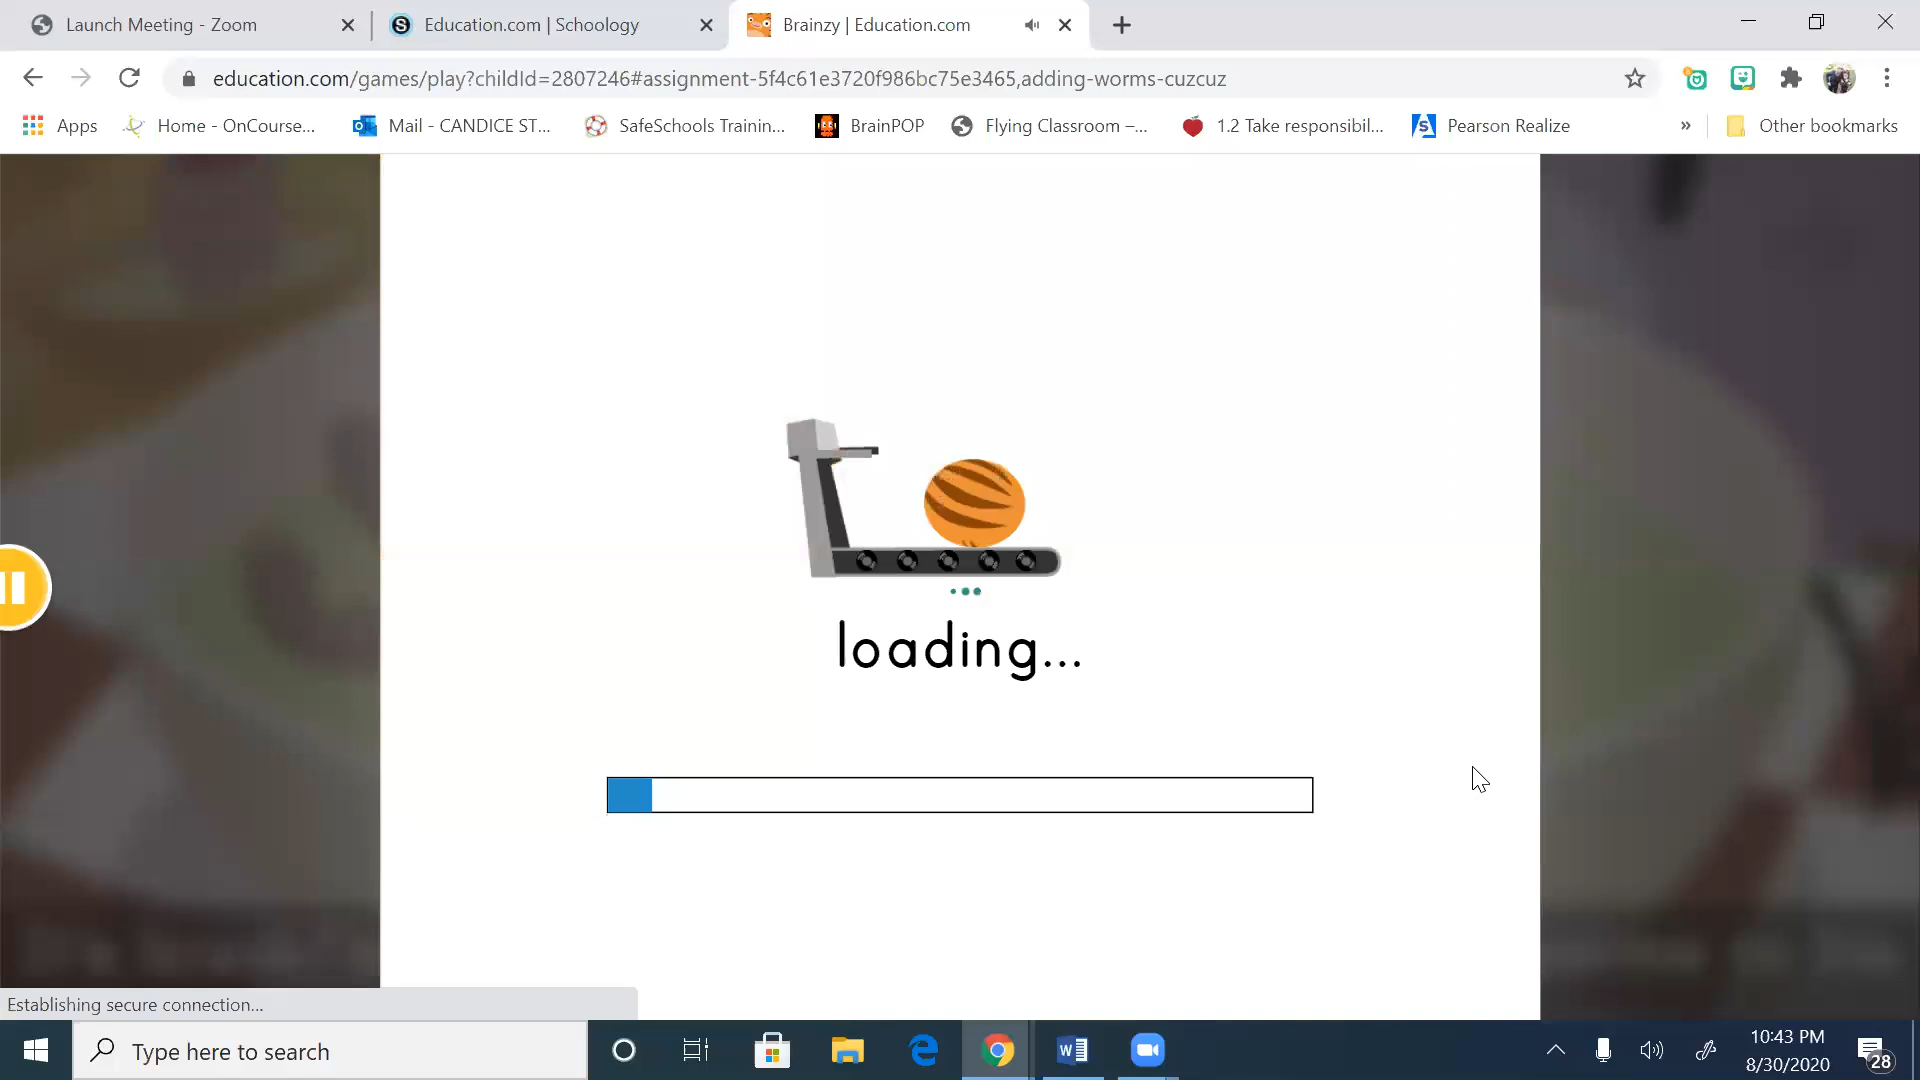 Launch Meeting - Zoom
Education.com | Schoology
Brainzy | Education.com
education.com/games/play?childId=2807246#assignment-5f4c61e3720f986bc75e3465,adding-worms-cuzcuz
Apps
Home - OnCourse...
Mail - CANDICE ST...
SafeSchools Trainin...
BrainPOP
Flying Classroom –...
1.2 Take responsibil...
Pearson Realize
»
Other bookmarks
loading...
Establishing secure connection...
Type here to search
10:43 PM
8/30/2020
28